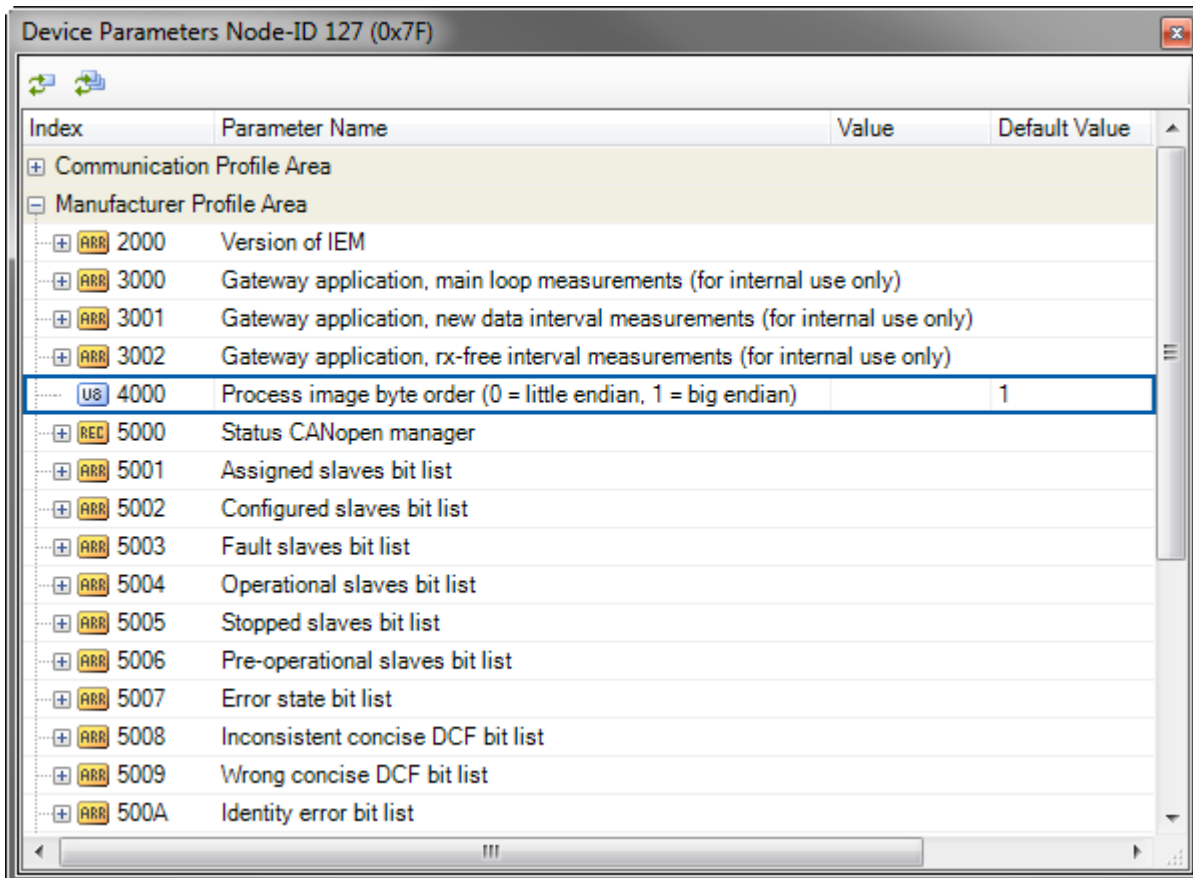 Device Parameters Node-ID 127 (0x7F)
Index Parameter Name Value Default Value
Communication Profile Area
Manufacturer Profile Area
ARR 2000 Version of IEM
ARR 3000 Gateway application, main loop measurements (for internal use only)
ARR 3001 Gateway application, new data interval measurements (for internal use only)
ARR 3002 Gateway application, rx-free interval measurements (for internal use only)
U8 4000 Process image byte order (0 = little endian, 1 = big endian) 1
REC 5000 Status CANopen manager
ARR 5001 Assigned slaves bit list
ARR 5002 Configured slaves bit list
ARR 5003 Fault slaves bit list
ARR 5004 Operational slaves bit list
ARR 5005 Stopped slaves bit list
ARR 5006 Pre-operational slaves bit list
ARR 5007 Error state bit list
ARR 5008 Inconsistent concise DCF bit list
ARR 5009 Wrong concise DCF bit list
ARR 500A Identity error bit list